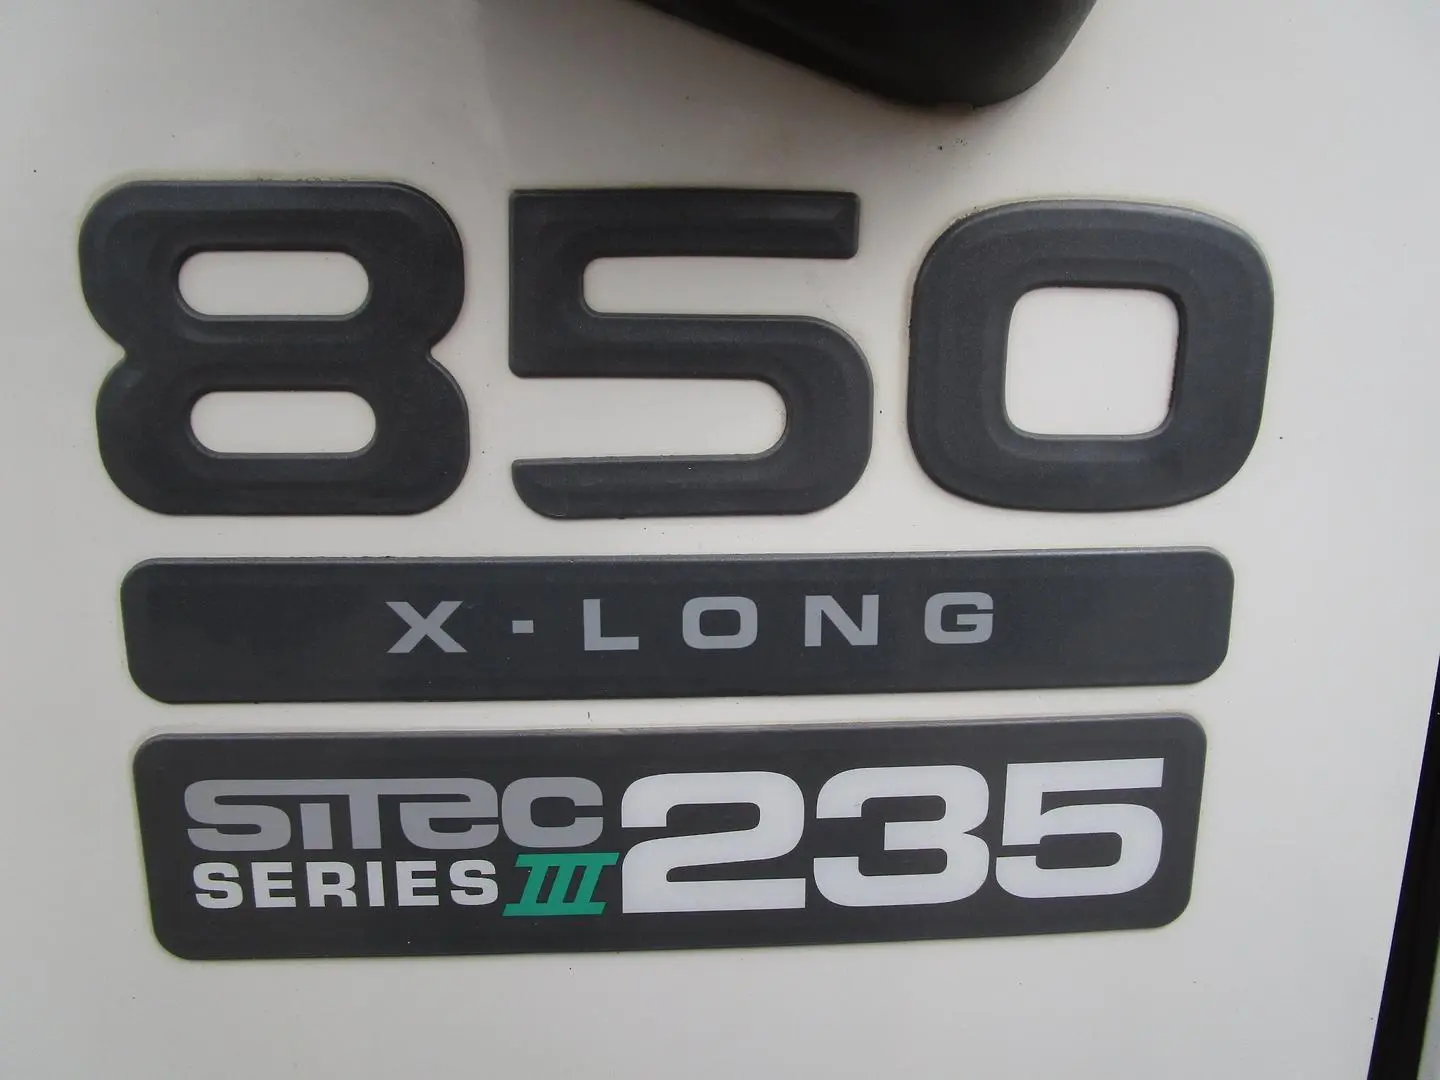 850
X-LONG
SITEC 235
SERIES III